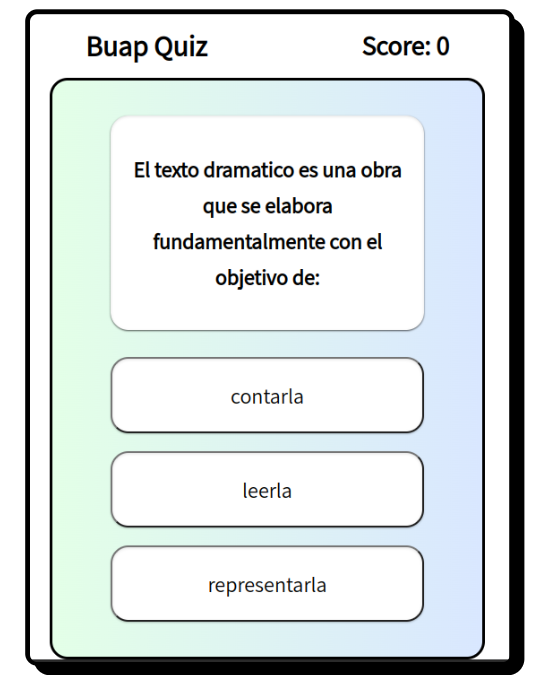 Buap Quiz
Score: 0
El texto dramatico es una obra
que se elabora
fundamentalmente con el
objetivo de:
contarla
leerla
representarla